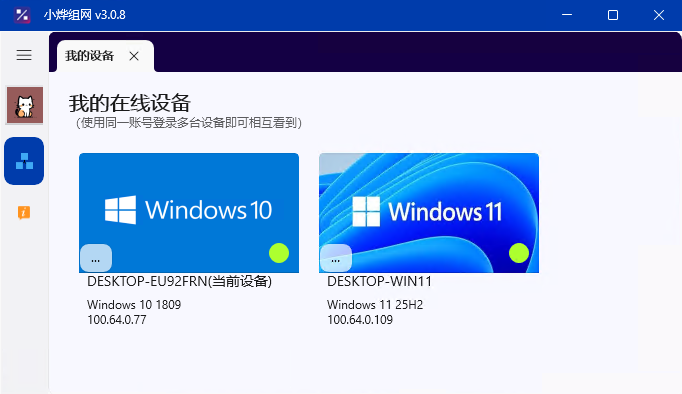 小烨组网 v3.0.8
我的设备
我的在线设备
（使用同一账号登录多台设备即可相互看到）
Windows 10
Windows 11
...
...
DESKTOP-EU92FRN(当前设备)
DESKTOP-WIN11
Windows 10 1809
Windows 11 25H2
100.64.0.77
100.64.0.109